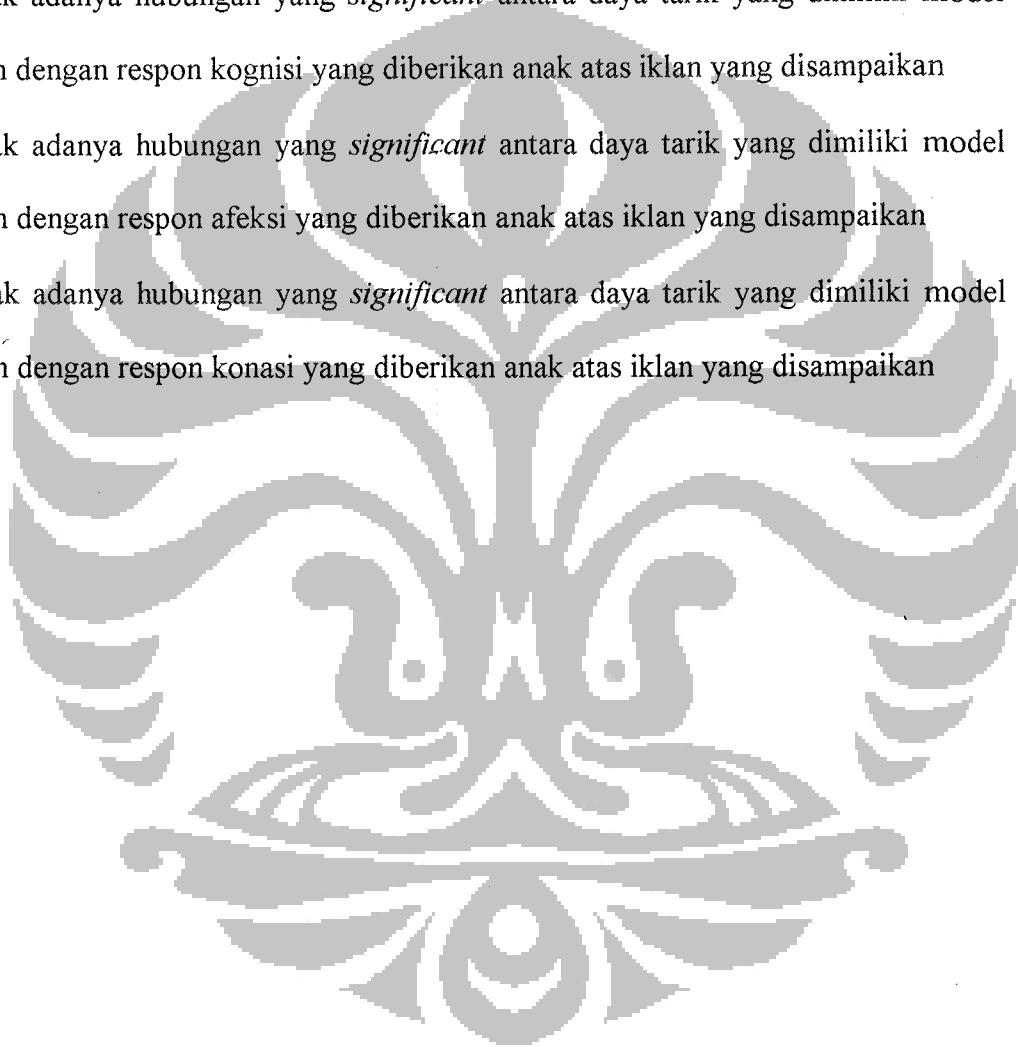 ak adanya hubungan yang significant antara daya tarik yang dimiliki model
n dengan respon kognisi yang diberikan anak atas iklan yang disampaikan
ak adanya hubungan yang significant antara daya tarik yang dimiliki model
n dengan respon afeksi yang diberikan anak atas iklan yang disampaikan
ak adanya hubungan yang significant antara daya tarik yang dimiliki model
n dengan respon konasi yang diberikan anak atas iklan yang disampaikan